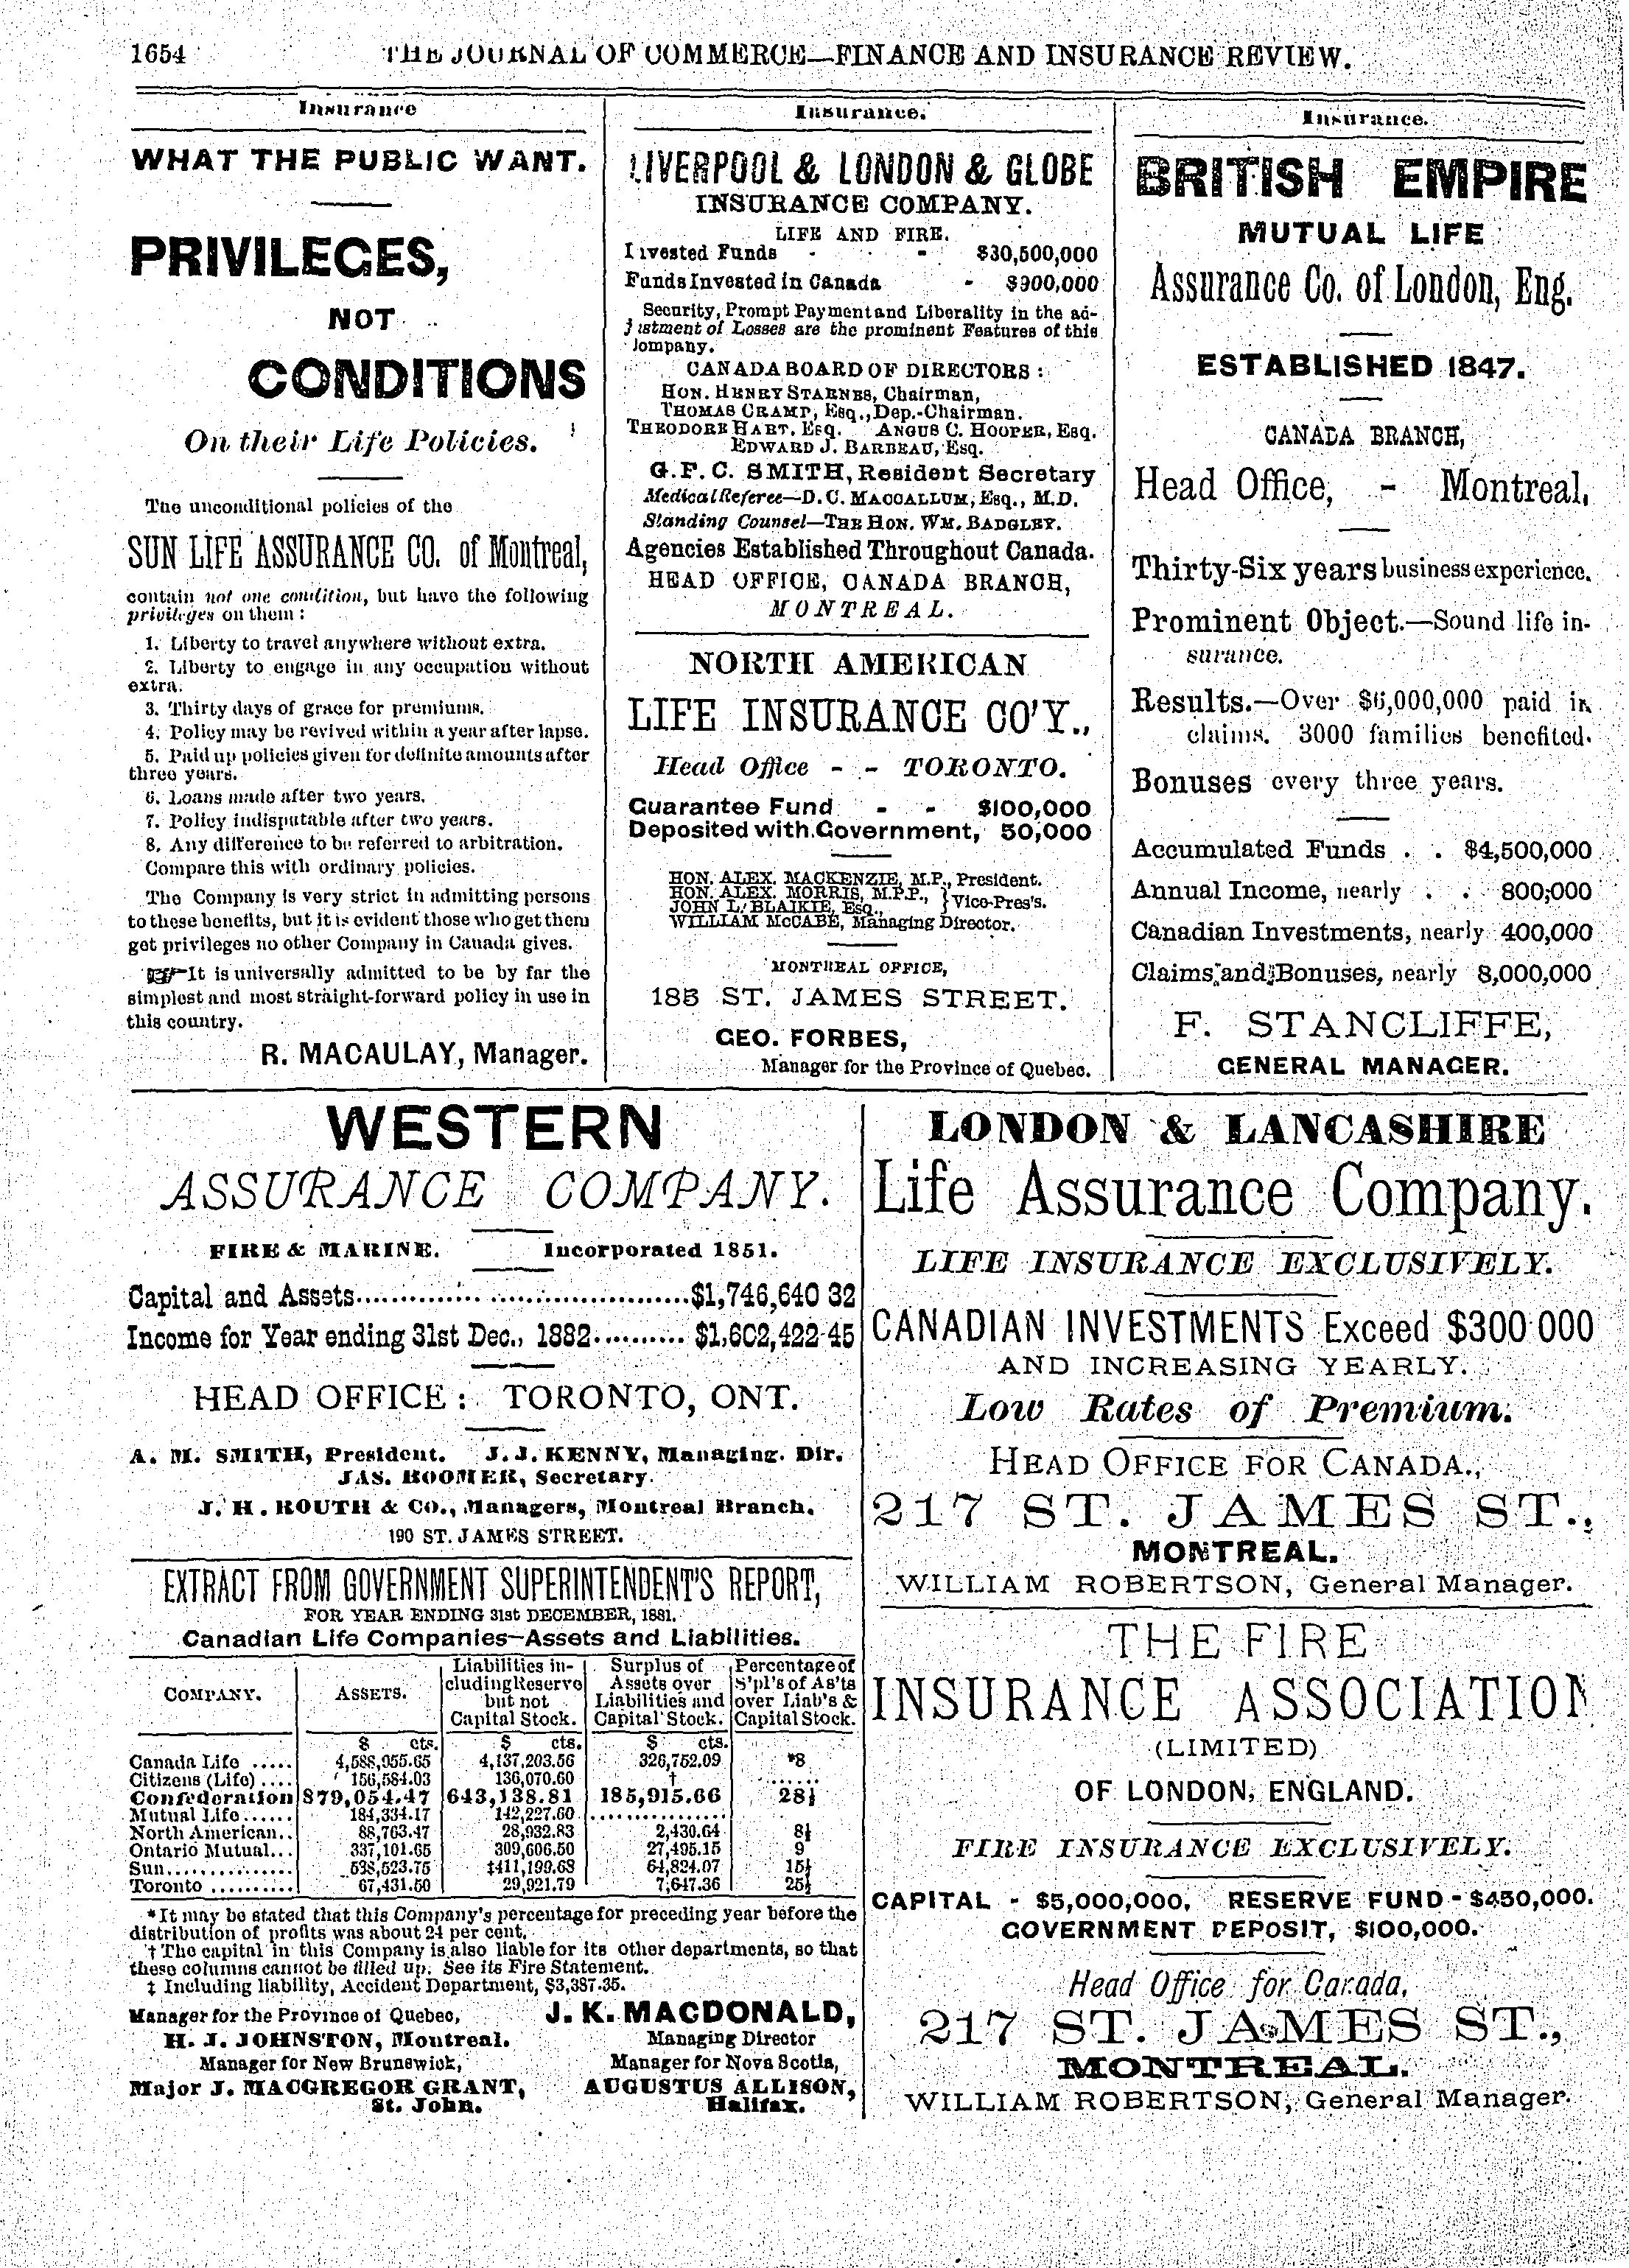 1654 THE JOURNAL OF COMMERCE—FINANCE AND INSURANCE REVIEW.
Insurance
WHAT THE PUBLIC WANT.
PRIVILEGES,
NOT
CONDITIONS
On their Life Policies.
The unconditional policies of the
SUN LIFE ASSURANCE CO. of Montreal,
contain not one condition, but have the following
privileges on them:
1. Liberty to travel anywhere without extra.
2. Liberty to engage in any occupation without
extra.
3. Thirty days of grace for premiums.
4. Policy may be revived within a year after lapse.
5. Paid up policies given for definite amounts after
three years.
6. Loans made after two years.
7. Policy indisputable after two years.
8. Any difference to be referred to arbitration.
Compare this with ordinary policies.
The Company is very strict in admitting persons
to these benefits, but it is evident those who get them
get privileges no other Company in Canada gives.
☞It is universally admitted to be by far the
simplest and most straight-forward policy in use in
this country.
R. MACAULAY, Manager.
Insurance.
LIVERPOOL & LONDON & GLOBE
INSURANCE COMPANY.
LIFE AND FIRE.
Invested Funds - - $30,500,000
Funds Invested in Canada - $900,000
Security, Prompt Payment and Liberality in the ad-
justment of Losses are the prominent Features of this
Company.
CANADA BOARD OF DIRECTORS:
HON. HENRY STARNES, Chairman,
THOMAS CRAMP, Esq., Dep.-Chairman.
THEODORE HART, Esq. ANGUS C. HOOPER, Esq.
EDWARD J. BARBEAU, Esq.
G. F. C. SMITH, Resident Secretary
Medical Referee—D. C. MACCALLUM, Esq., M.D.
Standing Counsel—THE HON. WM. BADGLEY.
Agencies Established Throughout Canada.
HEAD OFFICE, CANADA BRANCH,
MONTREAL.
NORTH AMERICAN
LIFE INSURANCE CO'Y.,
Head Office - - TORONTO.
Guarantee Fund - - $100,000
Deposited with Government, 50,000
HON. ALEX. MACKENZIE, M.P., President.
HON. ALEX. MORRIS, M.P.P., } Vice-Pres's.
JOHN L. BLAIKIE, ESQ.,
WILLIAM McCABE, Managing Director.
MONTREAL OFFICE,
185 ST. JAMES STREET.
GEO. FORBES,
Manager for the Province of Quebec.
Insurance.
BRITISH EMPIRE
MUTUAL LIFE
Assurance Co. of London, Eng.
ESTABLISHED 1847.
CANADA BRANCH,
Head Office, - Montreal,
Thirty-Six years business experience.
Prominent Object.—Sound life in-
surance.
Results.—Over $6,000,000 paid in
claims. 3000 families benefited.
Bonuses every three years.
Accumulated Funds . . $4,500,000
Annual Income, nearly . . 800,000
Canadian Investments, nearly 400,000
Claims and Bonuses, nearly 8,000,000
F. STANCLIFFE,
GENERAL MANAGER.
WESTERN
ASSURANCE COMPANY.
FIRE & MARINE. Incorporated 1851.
Capital and Assets..............................$1,746,640 32
Income for Year ending 31st Dec., 1882.......... $1,602,422 45
HEAD OFFICE: TORONTO, ONT.
A. M. SMITH, President. J. J. KENNY, Managing. Dir.
JAS. BOOMER, Secretary.
J. H. ROUTH & Co., Managers, Montreal Branch.
190 ST. JAMES STREET.
EXTRACT FROM GOVERNMENT SUPERINTENDENT'S REPORT,
FOR YEAR ENDING 31st DECEMBER, 1881.
Canadian Life Companies—Assets and Liabilities.
COMPANY. ASSETS. Liabilities including Reserve but not Capital Stock. Surplus of Assets over Liabilities and Capital Stock. Percentage of S'pl's of As'ts over Liab's & Capital Stock.
$ cts. $ cts. $ cts.
Canada Life ..... 4,588,955.65 4,137,203.56 326,752.09 *8
Citizens (Life) .... 156,584.03 136,070.60 † .......
Confederation 879,054.47 643,138.81 185,915.66 28½
Mutual Life...... 184,334.17 142,227.60 ................
North American.. 88,763.47 28,932.83 2,430.64 8½
Ontario Mutual... 337,101.65 309,606.50 27,495.15 9
Sun............... 538,523.75 ‡411,199.68 64,824.07 15½
Toronto .......... 67,431.50 29,921.79 7,647.36 25½
*It may be stated that this Company's percentage for preceding year before the
distribution of profits was about 24 per cent.
† The capital in this Company is also liable for its other departments, so that
these columns cannot be filled up. See its Fire Statement.
‡ Including liability, Accident Department, $3,387.35.
Manager for the Province of Quebec,
H. J. JOHNSTON, Montreal.
Manager for New Brunswick,
Major J. MACGREGOR GRANT,
St. John.
J. K. MACDONALD,
Managing Director
Manager for Nova Scotia,
AUGUSTUS ALLISON,
Halifax.
LONDON & LANCASHIRE
Life Assurance Company.
LIFE INSURANCE EXCLUSIVELY.
CANADIAN INVESTMENTS Exceed $300 000
AND INCREASING YEARLY.
Low Rates of Premium.
HEAD OFFICE FOR CANADA.,
217 ST. JAMES ST.,
MONTREAL.
WILLIAM ROBERTSON, General Manager.
THE FIRE
INSURANCE ASSOCIATION
(LIMITED)
OF LONDON, ENGLAND.
FIRE INSURANCE EXCLUSIVELY.
CAPITAL - $5,000,000. RESERVE FUND - $450,000.
GOVERNMENT DEPOSIT, $100,000.
Head Office for Canada,
217 ST. JAMES ST.,
MONTREAL.
WILLIAM ROBERTSON, General Manager.